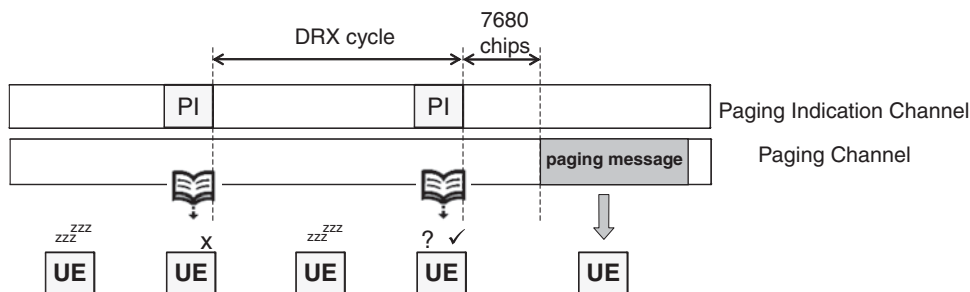 7680
DRX cycle
chips
PI
PI
Paging Indication Channel
paging message
Paging Channel
zzz zzz
zzz zzz
x
? ✓
UE
UE
UE
UE
UE